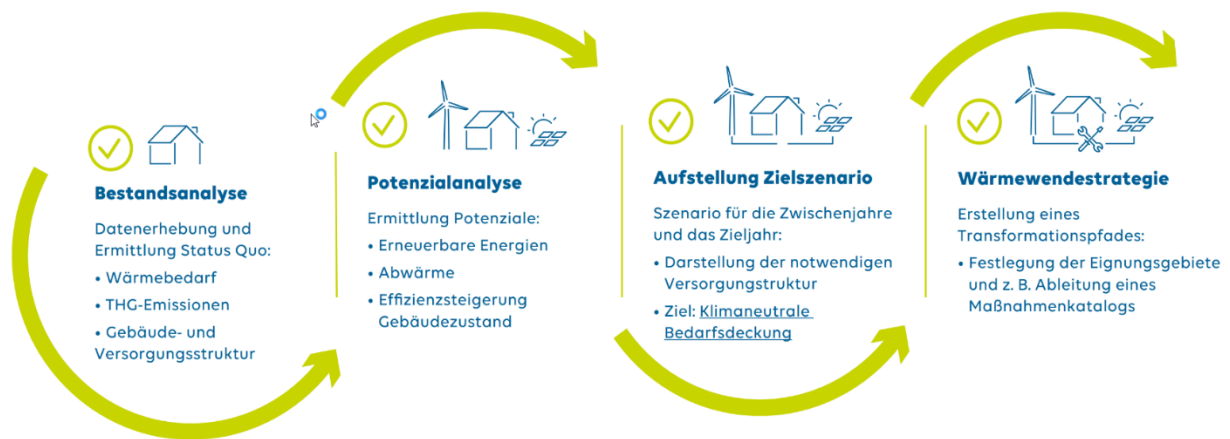 Bestandsanalyse
Datenerhebung und
Ermittlung Status Quo:
• Wärmebedarf
• THG-Emissionen
• Gebäude- und
Versorgungsstruktur
Potenzialanalyse
Ermittlung Potenziale:
• Erneuerbare Energien
• Abwärme
• Effizienzsteigerung
Gebäudezustand
Aufstellung Zielszenario
Szenario für die Zwischenjahre
und das Zieljahr:
• Darstellung der notwendigen
Versorgungstruktur
• Ziel: Klimaneutrale
Bedarfsdeckung
Wärmewendestrategie
Erstellung eines
Transformationspfades:
• Festlegung der Eignungsgebiete
und z. B. Ableitung eines
Maßnahmenkatalogs